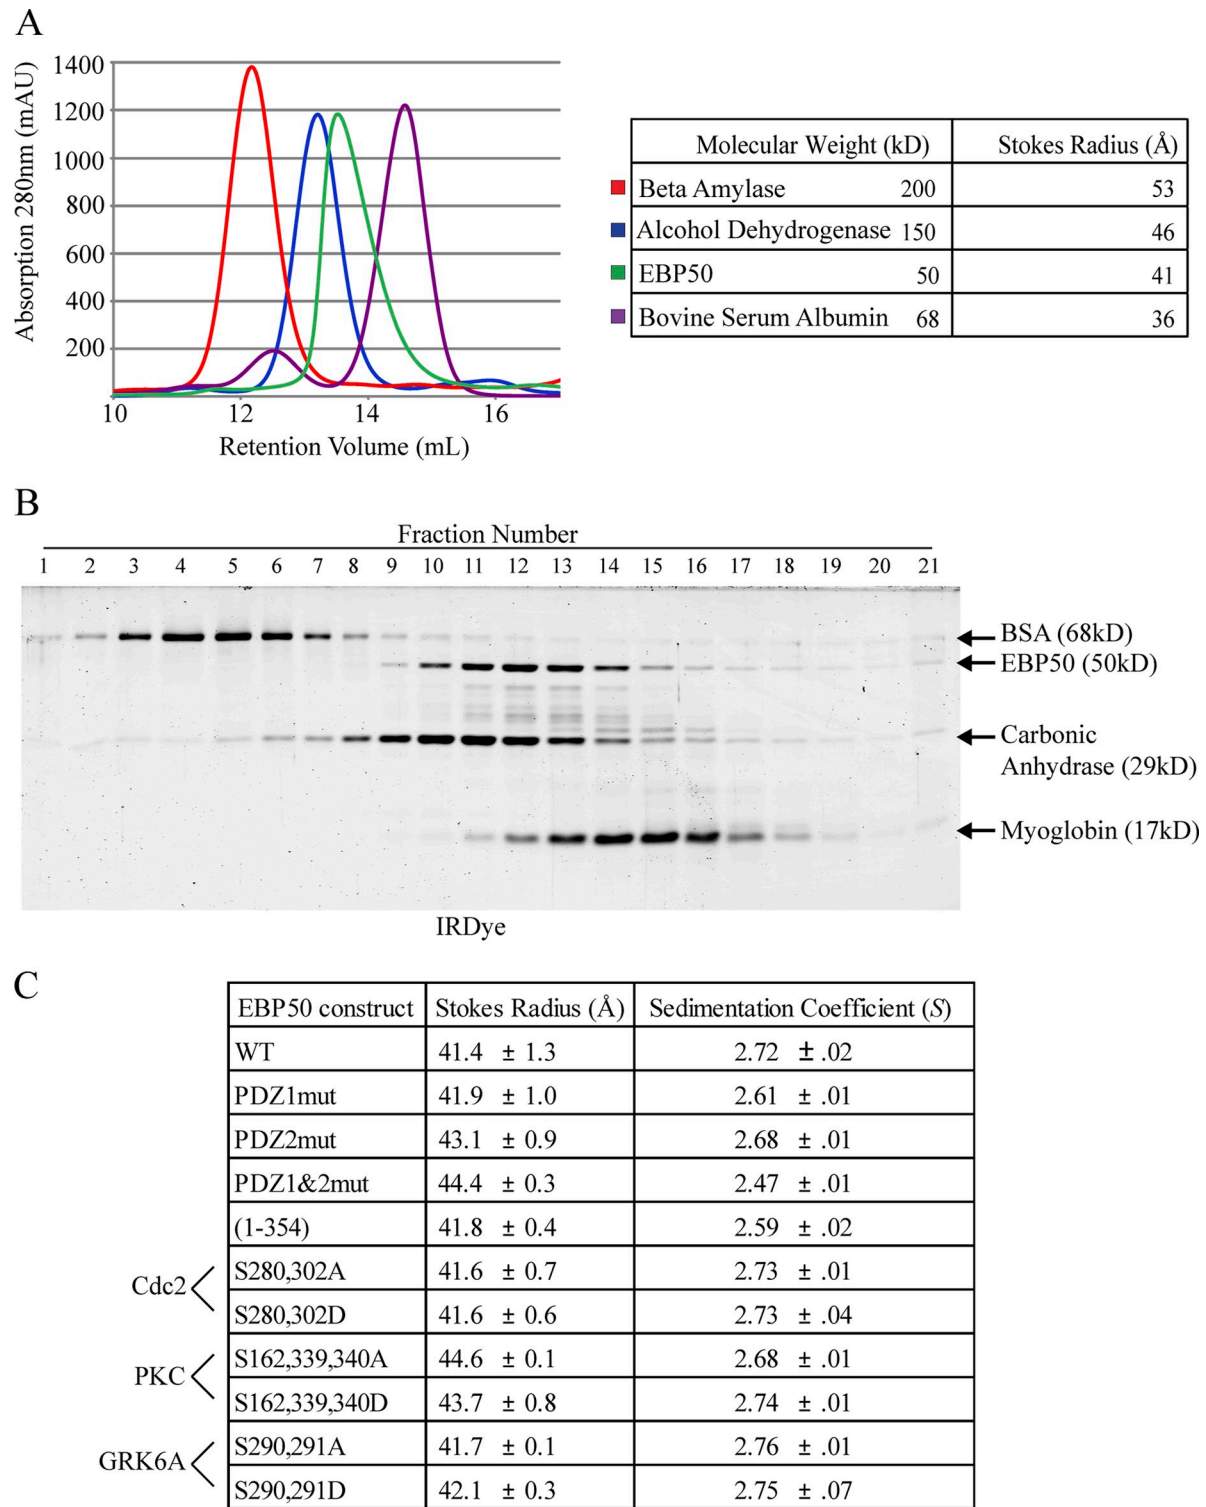 A
Absorption 280nm (mAU)
1400
1200
1000
800
600
400
200
10 12 14 16
Retention Volume (mL)
Molecular Weight (kD) Stokes Radius (Å)
Beta Amylase 200 53
Alcohol Dehydrogenase 150 46
EBP50 50 41
Bovine Serum Albumin 68 36
B
Fraction Number
1 2 3 4 5 6 7 8 9 10 11 12 13 14 15 16 17 18 19 20 21
BSA (68kD)
EBP50 (50kD)
Carbonic
Anhydrase (29kD)
Myoglobin (17kD)
IRDye
C
EBP50 construct Stokes Radius (Å) Sedimentation Coefficient (S)
WT 41.4 ± 1.3 2.72 ± .02
PDZ1mut 41.9 ± 1.0 2.61 ± .01
PDZ2mut 43.1 ± 0.9 2.68 ± .01
PDZ1&2mut 44.4 ± 0.3 2.47 ± .01
(1-354) 41.8 ± 0.4 2.59 ± .02
Cdc2
S280,302A 41.6 ± 0.7 2.73 ± .01
S280,302D 41.6 ± 0.6 2.73 ± .04
PKC
S162,339,340A 44.6 ± 0.1 2.68 ± .01
S162,339,340D 43.7 ± 0.8 2.74 ± .01
GRK6A
S290,291A 41.7 ± 0.1 2.76 ± .01
S290,291D 42.1 ± 0.3 2.75 ± .07